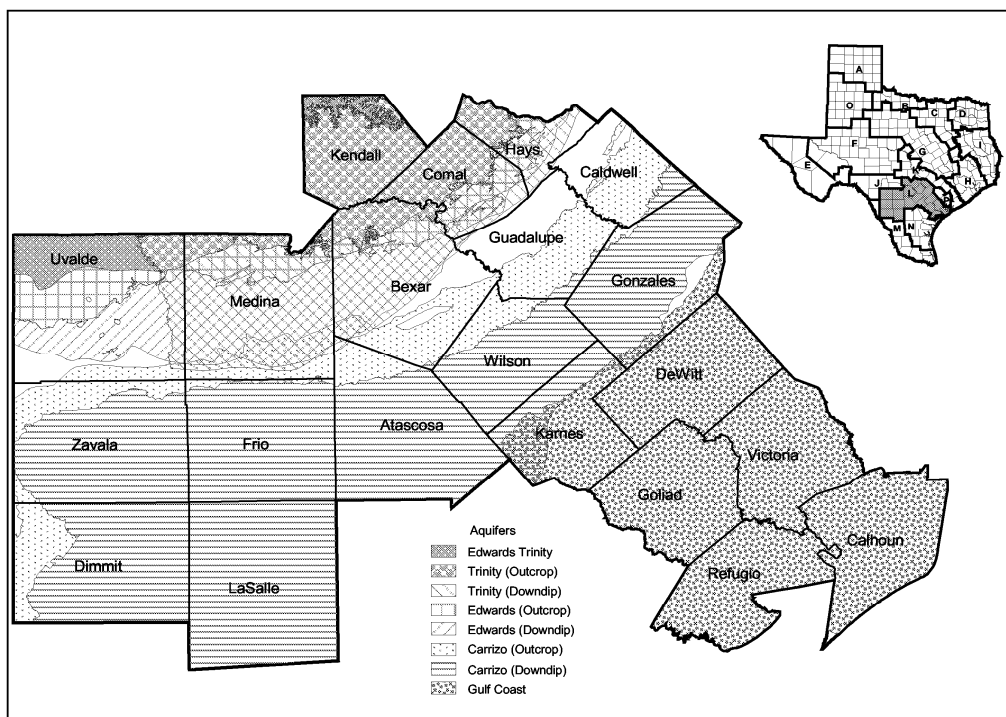 Kendall
Hays
Comal
Caldwell
Guadalupe
Uvalde
Medina
Bexar
Gonzales
Wilson
DeWitt
Zavala
Frio
Atascosa
Karnes
Victoria
Goliad
Calhoun
Dimmit
LaSalle
Refugio
Aquifers
Edwards Trinity
Trinity (Outcrop)
Trinity (Downdip)
Edwards (Outcrop)
Edwards (Downdip)
Carrizo (Outcrop)
Carrizo (Downdip)
Gulf Coast
A
O
B
C
D
F
G
I
E
H
J
L
M
N